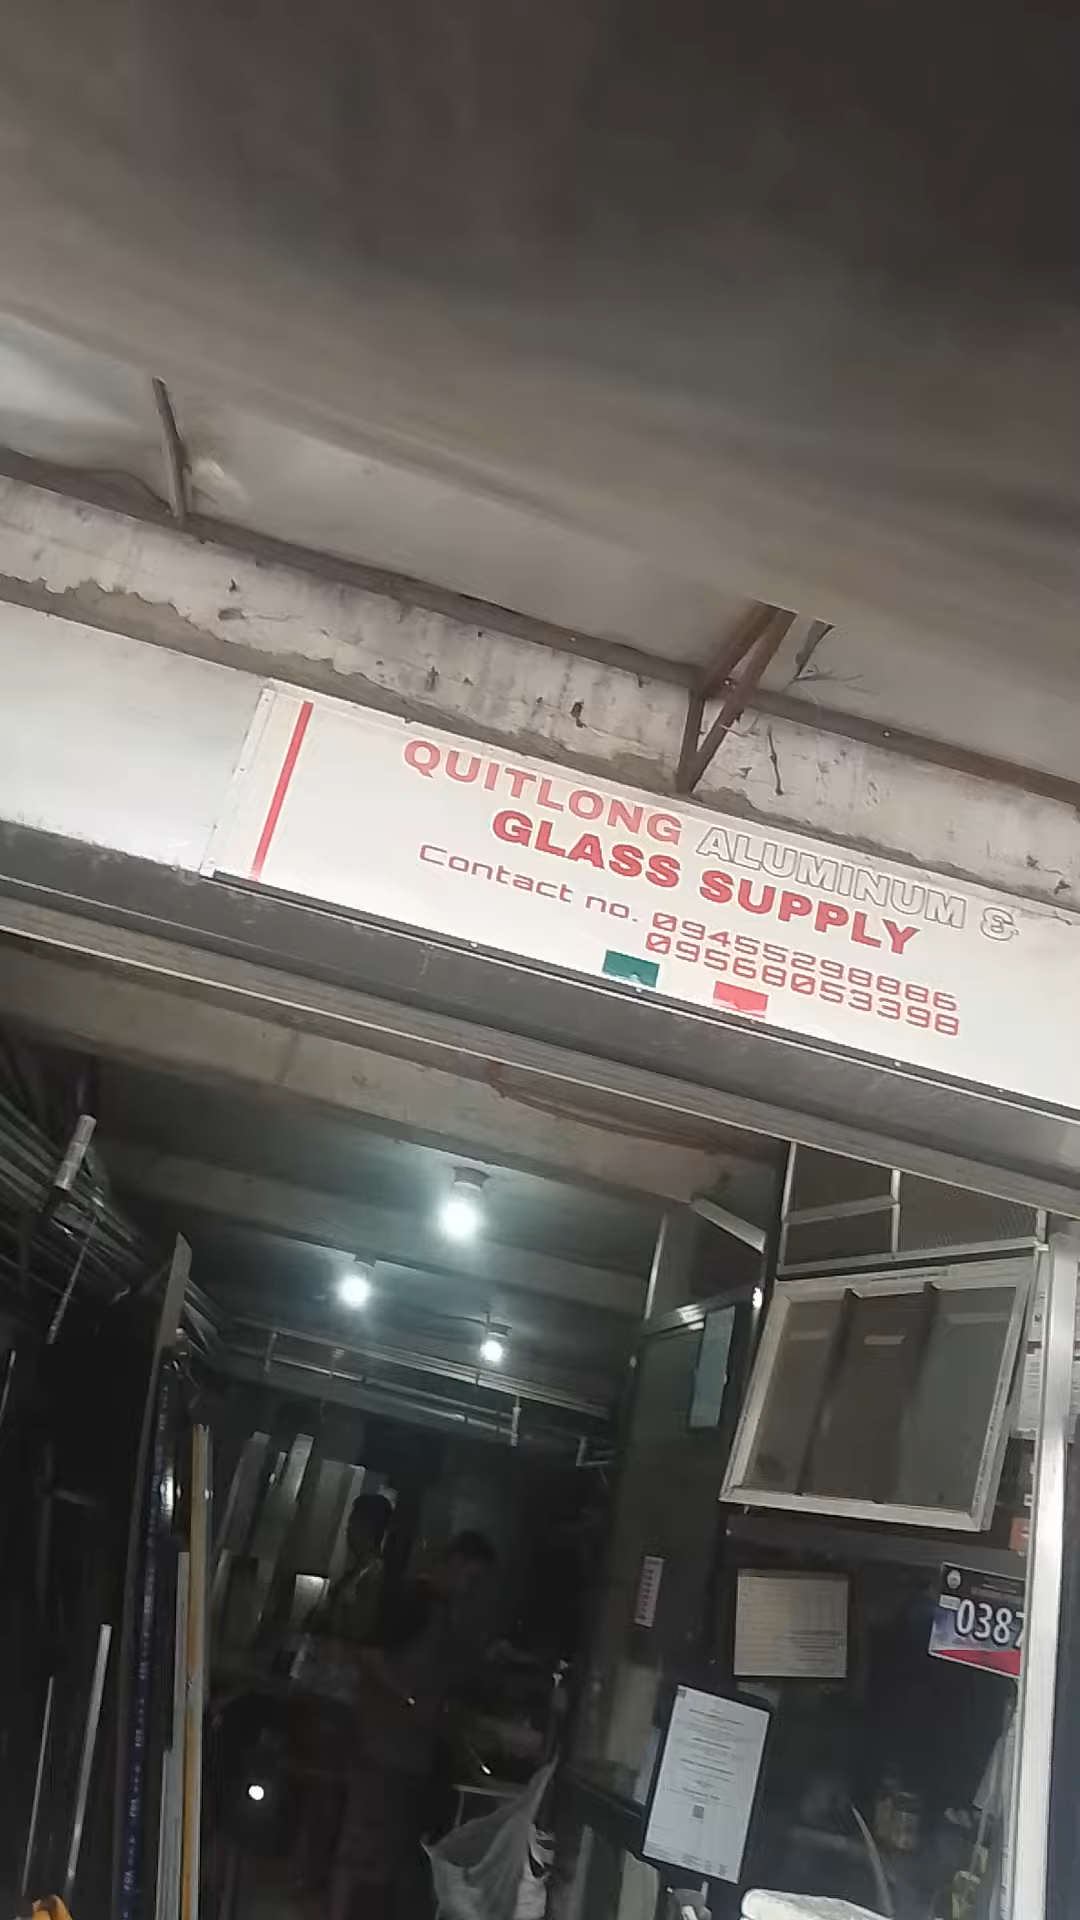 QUITLONG ALUMINUM &
GLASS SUPPLY
Contact no. 09455298886
09568053398
0387